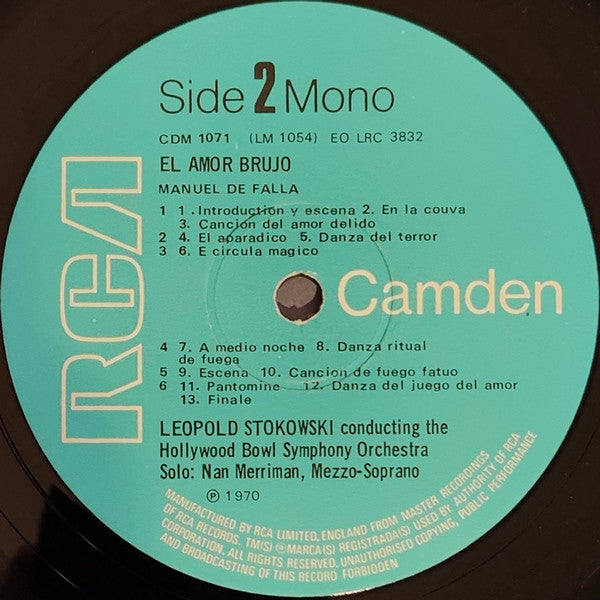 Side 2 Mono
CDM 1071 (LM 1054) EO LRC 3832
EL AMOR BRUJO
MANUEL DE FALLA
1 1. Introduction y escena 2. En la couva
3. Cancion del amor delido
2 4. El aparadico 5. Danza del terror
3 6. E circula magico
RCA
Camden
4 7. A medio noche 8. Danza ritual
de fuega
5 9. Escena 10. Cancion de fuego fatuo
6 11. Pantomine 12. Danza del juego del amor
13. Finale
LEOPOLD STOKOWSKI conducting the
Hollywood Bowl Symphony Orchestra
Solo: Nan Merriman, Mezzo-Soprano
Ⓟ 1970
MANUFACTURED BY RCA LIMITED, ENGLAND FROM MASTER RECORDINGS
OF RCA RECORDS. TM(S) ® MARCA(S) REGISTRADA(S) USED BY AUTHORITY OF RCA
CORPORATION. ALL RIGHTS RESERVED. UNAUTHORISED COPYING, PUBLIC PERFORMANCE
AND BROADCASTING OF THIS RECORD FORBIDDEN